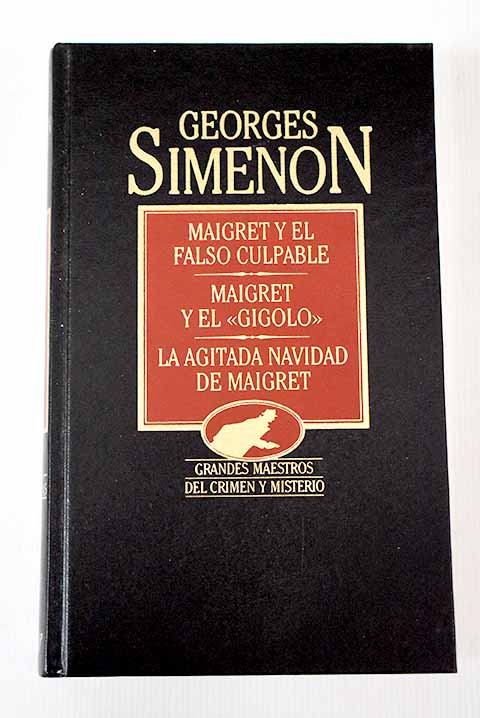 GEORGES
SIMENON
MAIGRET Y EL
FALSO CULPABLE
MAIGRET
Y EL «GIGOLO»
LA AGITADA NAVIDAD
DE MAIGRET
GRANDES MAESTROS
DEL CRIMEN Y MISTERIO